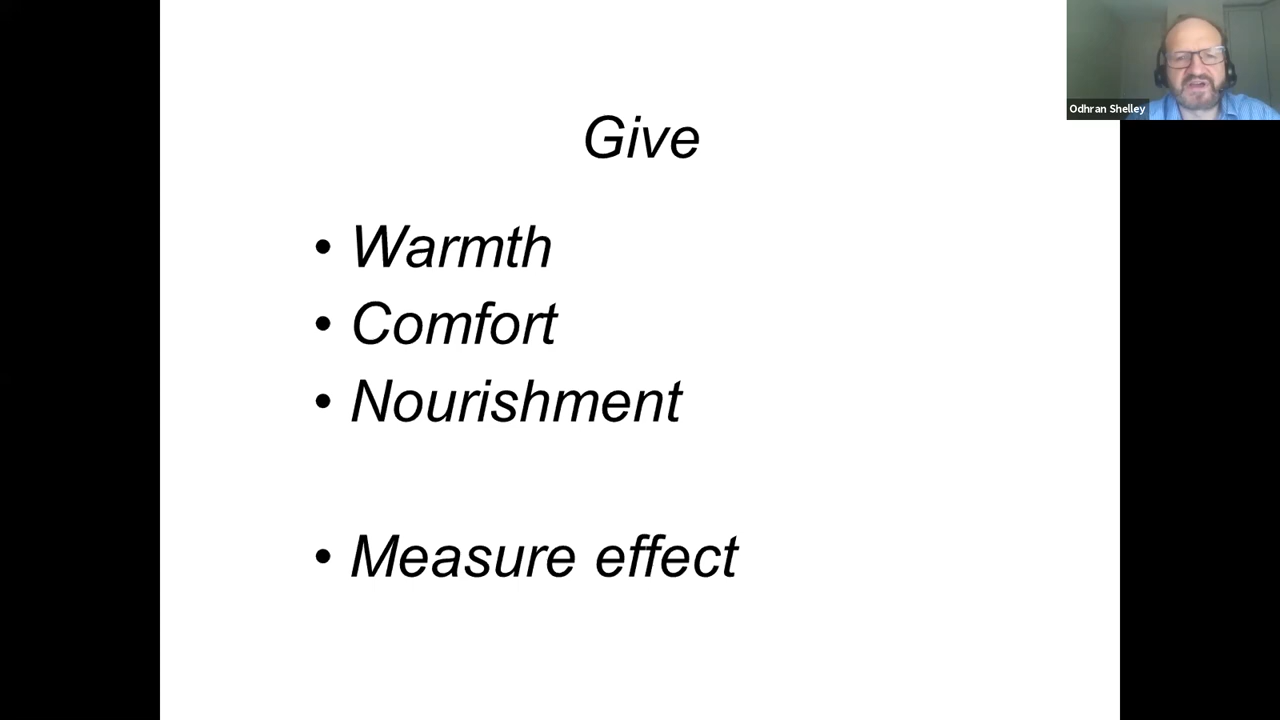 Odhran Shelley
Give
• Warmth
• Comfort
• Nourishment
• Measure effect